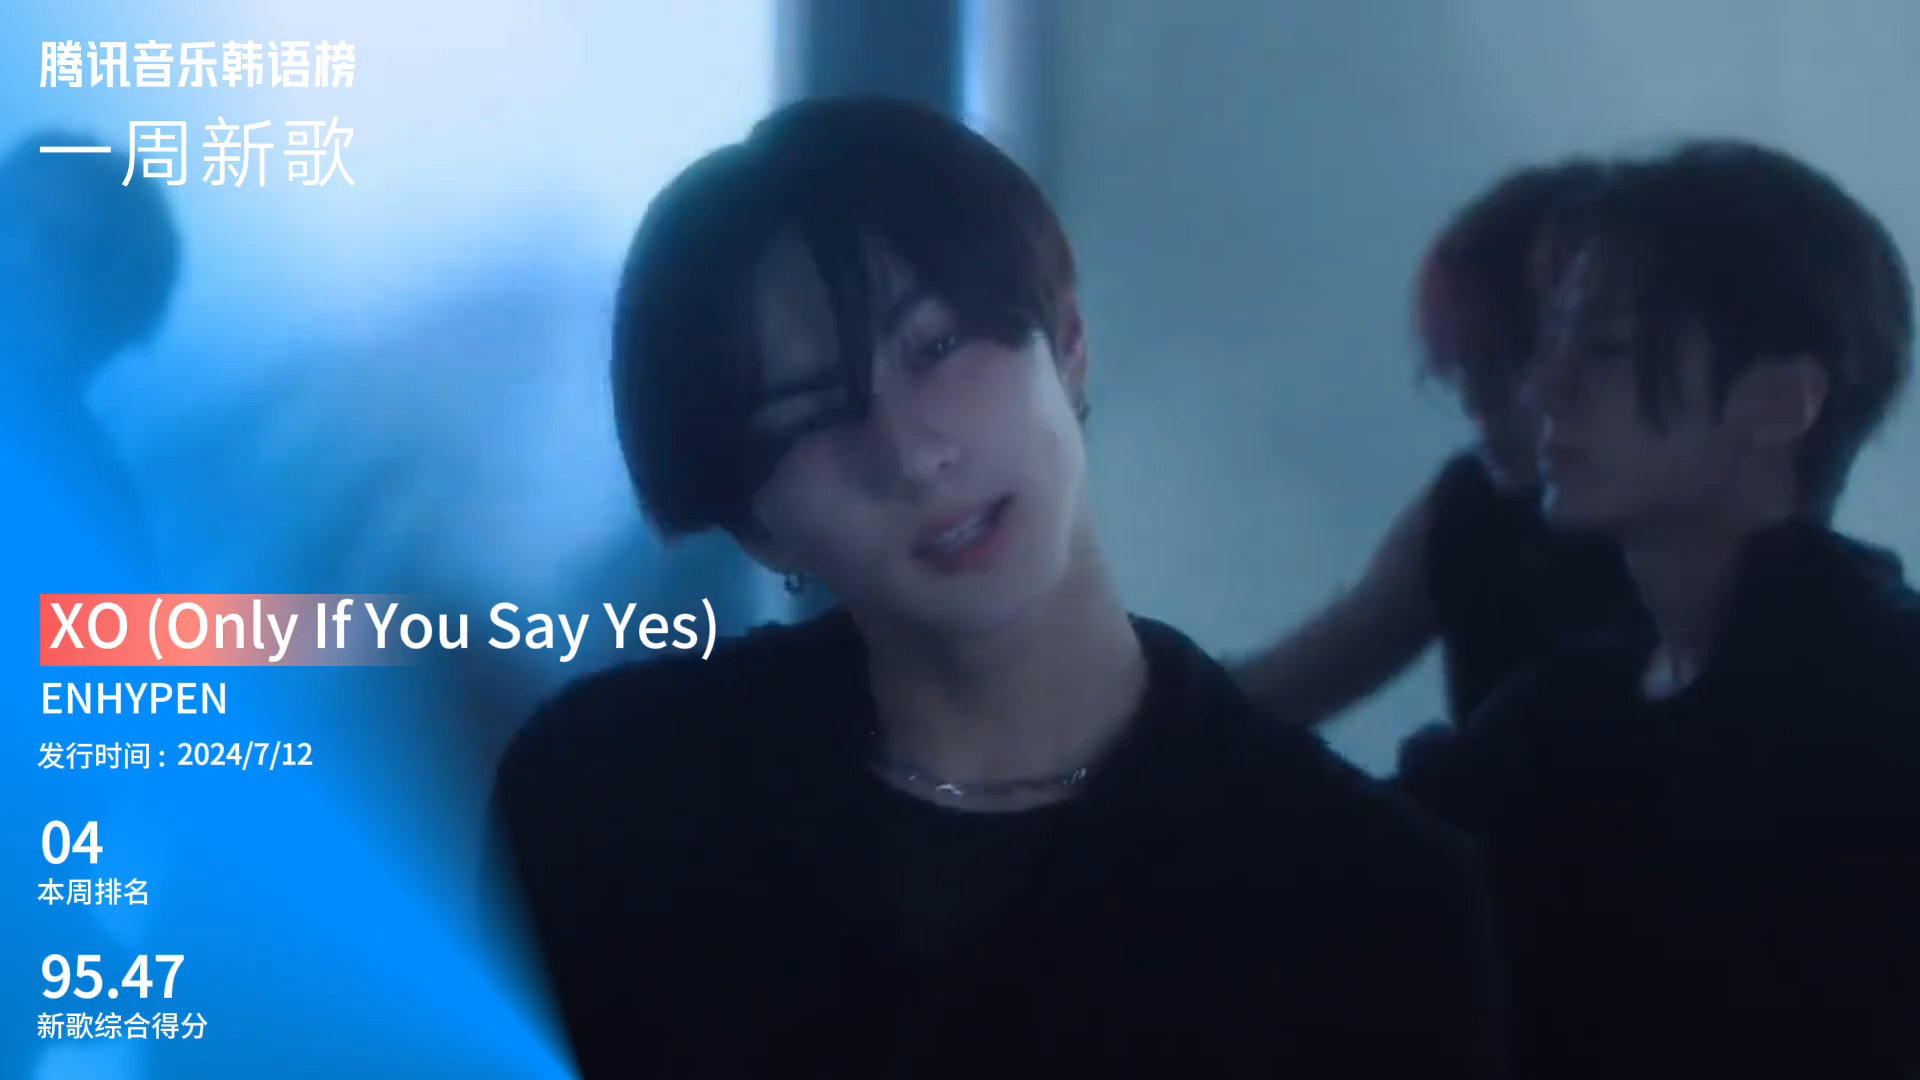 腾讯音乐韩语榜
一周新歌
XO (Only If You Say Yes)
ENHYPEN
发行时间：2024/7/12
04
本周排名
95.47
新歌综合得分